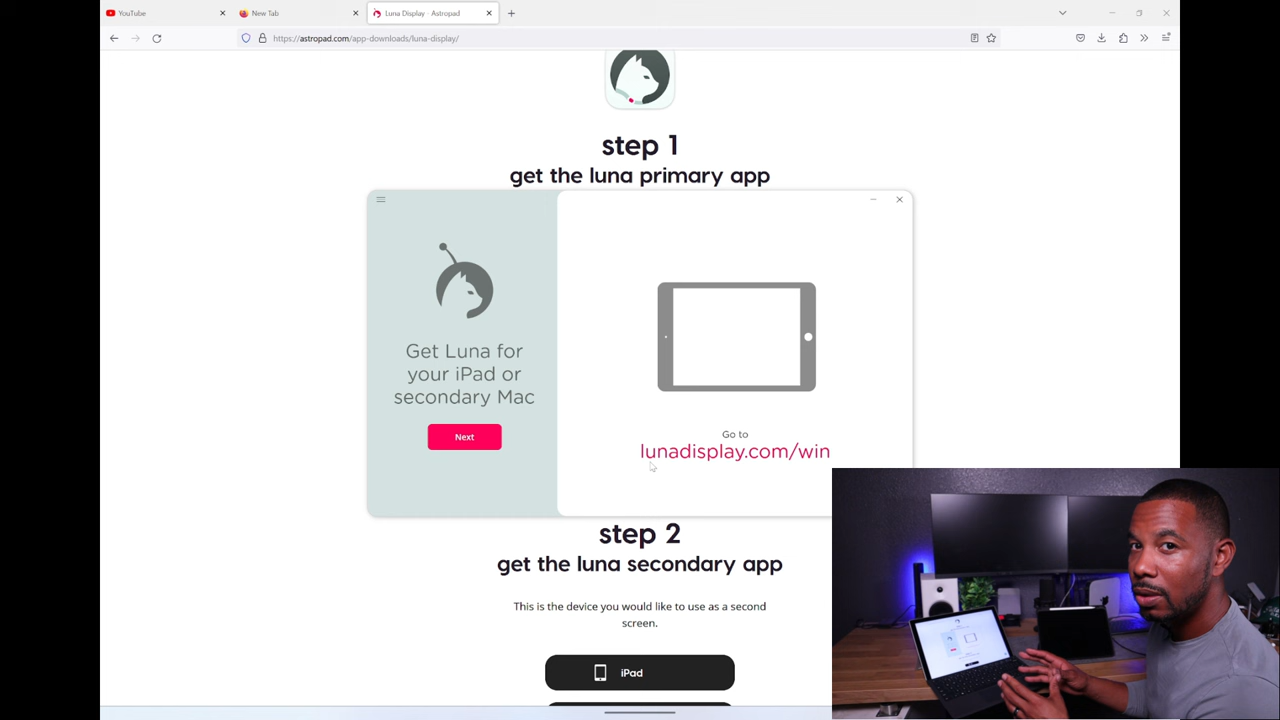 YouTube
New Tab
Luna Display - Astropad
https://astropad.com/app-downloads/luna-display/
step 1
get the luna primary app
Get Luna for
your iPad or
secondary Mac
Next
Go to
lunadisplay.com/win
step 2
get the luna secondary app
This is the device you would like to use as a second
screen.
iPad